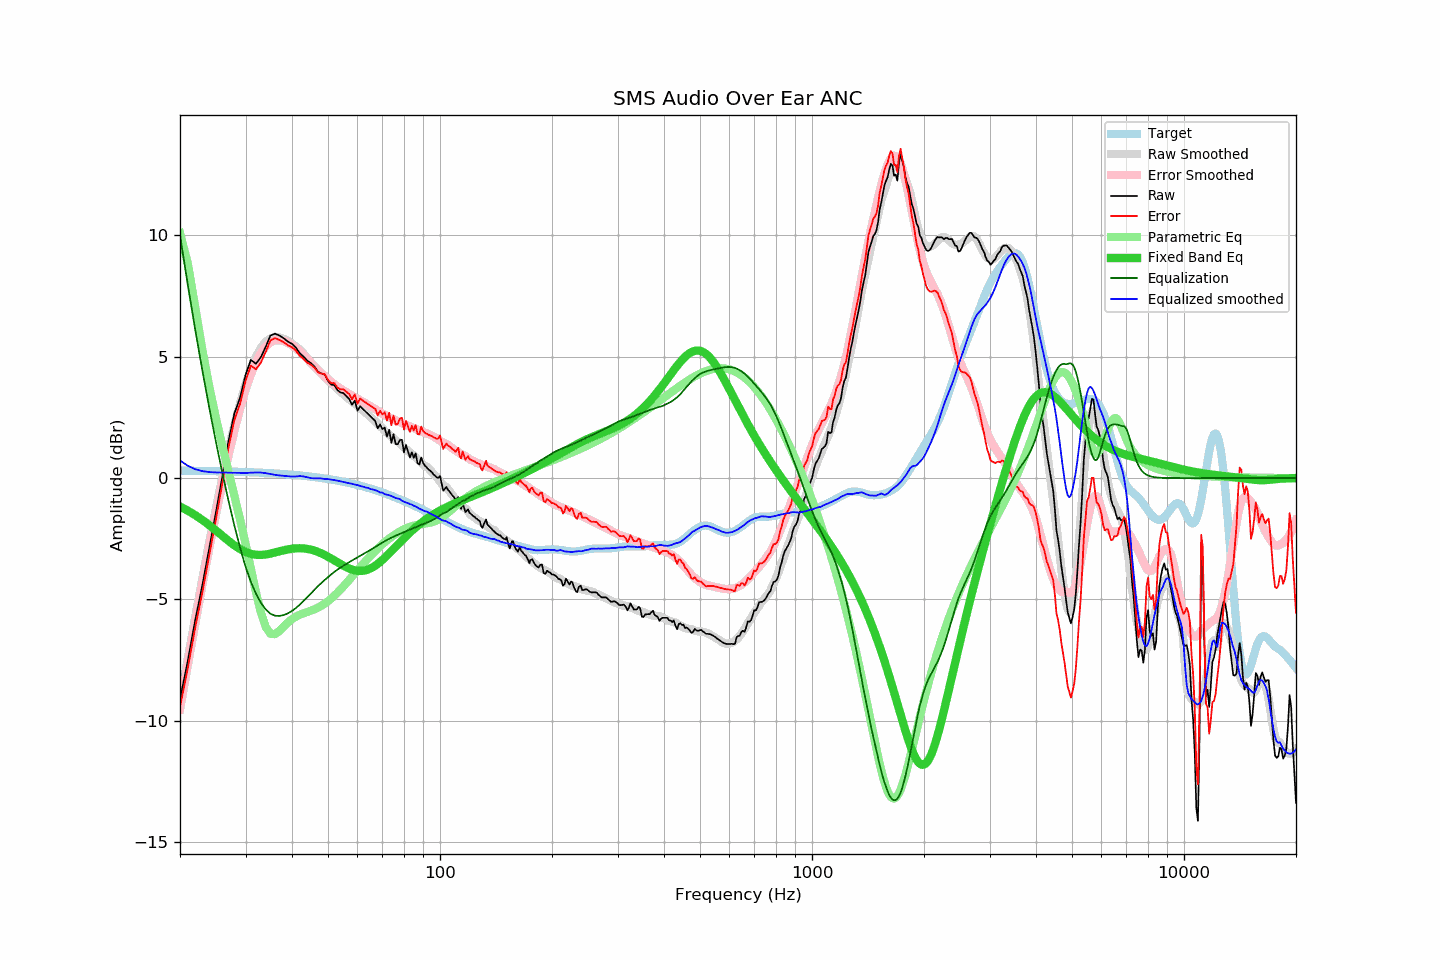 SMS Audio Over Ear ANC
Target
Raw Smoothed
Error Smoothed
Raw
Error
Parametric Eq
Fixed Band Eq
Equalization
Equalized smoothed
Amplitude (dBr)
10
5
0
−5
−10
−15
100
1000
10000
Frequency (Hz)